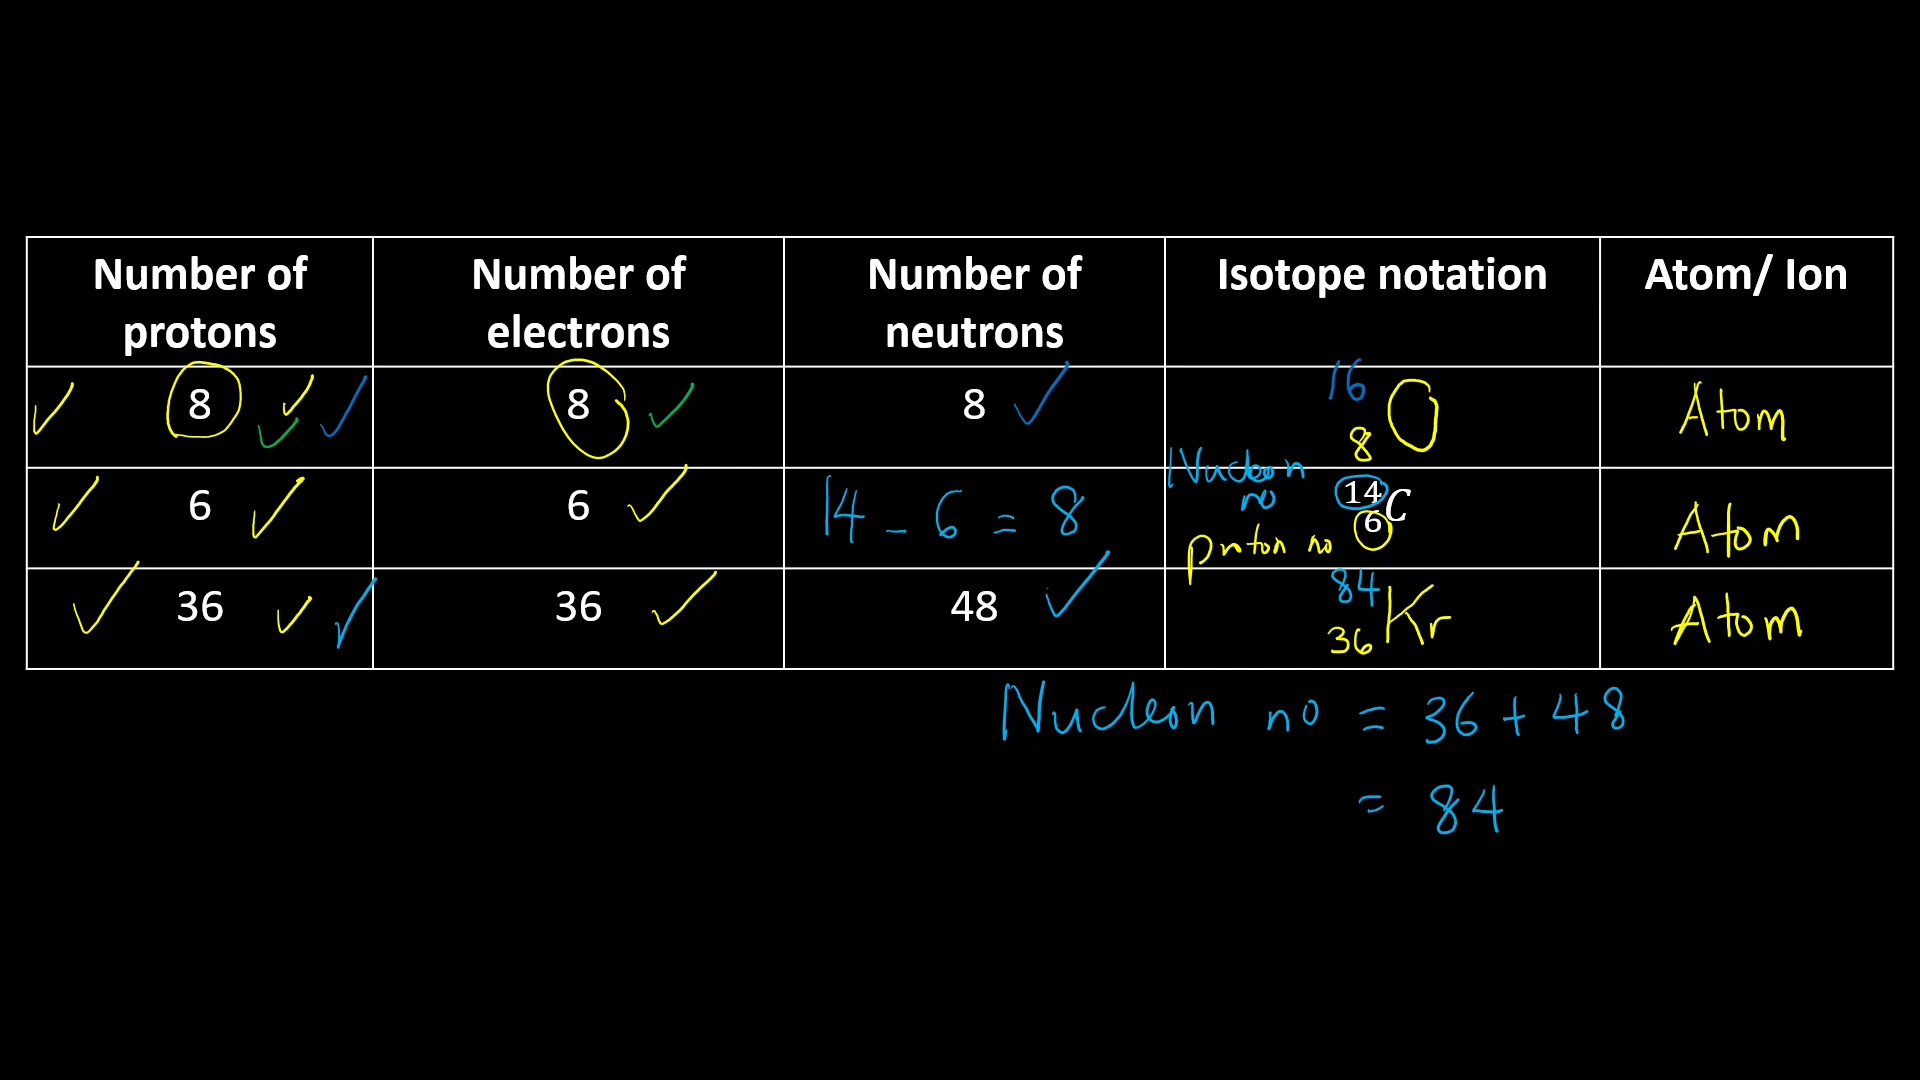 Number of protons
Number of electrons
Number of neutrons
Isotope notation
Atom/ Ion
8
8
8
16
8 O
Atom
6
6
14 - 6 = 8
Nucleon no
proton no
14
6 C
Atom
36
36
48
84
36 Kr
Atom
Nucleon no = 36 + 48
= 84